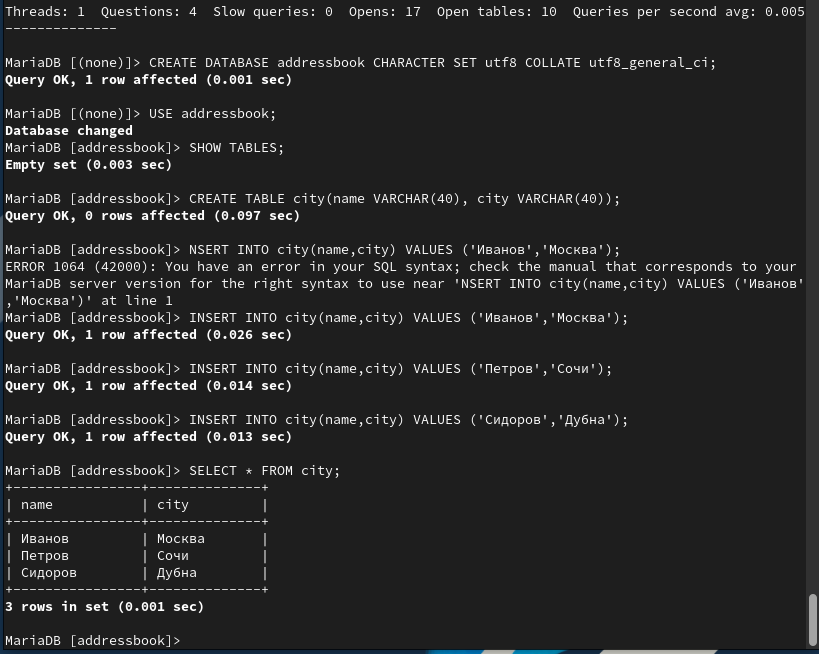 Threads: 1  Questions: 4  Slow queries: 0  Opens: 17  Open tables: 10  Queries per second avg: 0.005
--------------
MariaDB [(none)]> CREATE DATABASE addressbook CHARACTER SET utf8 COLLATE utf8_general_ci;
Query OK, 1 row affected (0.001 sec)
MariaDB [(none)]> USE addressbook;
Database changed
MariaDB [addressbook]> SHOW TABLES;
Empty set (0.003 sec)
MariaDB [addressbook]> CREATE TABLE city(name VARCHAR(40), city VARCHAR(40));
Query OK, 0 rows affected (0.097 sec)
MariaDB [addressbook]> NSERT INTO city(name,city) VALUES ('Иванов','Москва');
ERROR 1064 (42000): You have an error in your SQL syntax; check the manual that corresponds to your
MariaDB server version for the right syntax to use near 'NSERT INTO city(name,city) VALUES ('Иванов'
,'Москва')' at line 1
MariaDB [addressbook]> INSERT INTO city(name,city) VALUES ('Иванов','Москва');
Query OK, 1 row affected (0.026 sec)
MariaDB [addressbook]> INSERT INTO city(name,city) VALUES ('Петров','Сочи');
Query OK, 1 row affected (0.014 sec)
MariaDB [addressbook]> INSERT INTO city(name,city) VALUES ('Сидоров','Дубна');
Query OK, 1 row affected (0.013 sec)
MariaDB [addressbook]> SELECT * FROM city;
+----------------+--------------+
| name           | city         |
+----------------+--------------+
| Иванов         | Москва       |
| Петров         | Сочи         |
| Сидоров        | Дубна        |
+----------------+--------------+
3 rows in set (0.001 sec)
MariaDB [addressbook]>